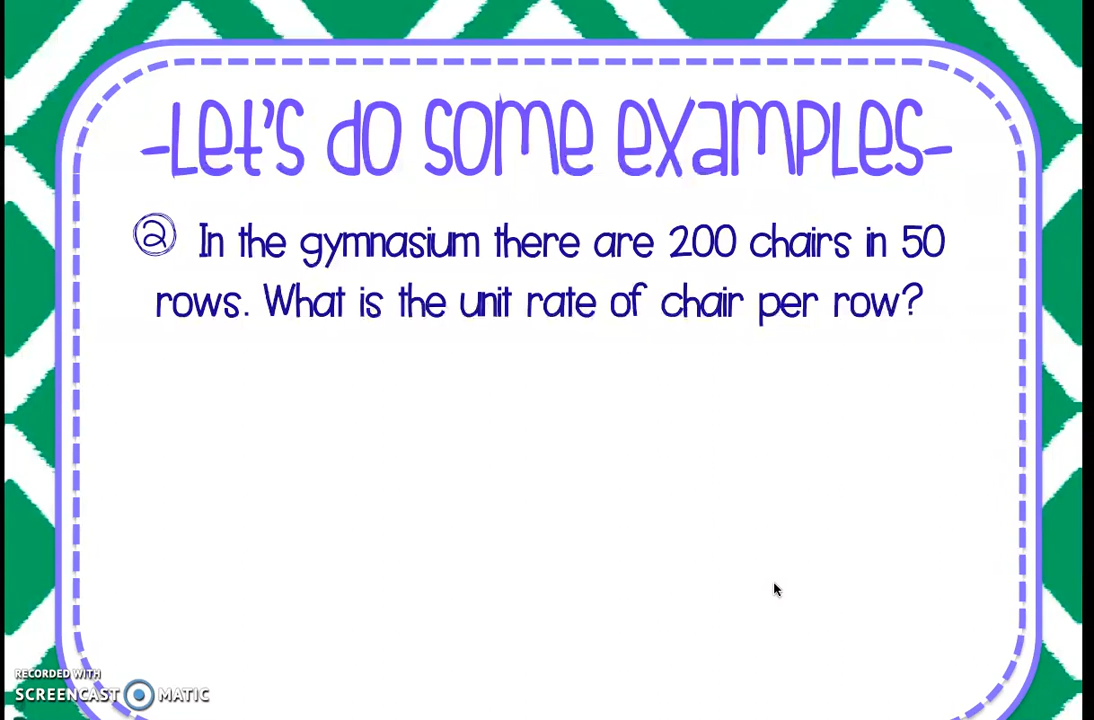 -Let's do some examples-
② In the gymnasium there are 200 chairs in 50
rows. What is the unit rate of chair per row?
RECORDED WITH
SCREENCAST MATIC